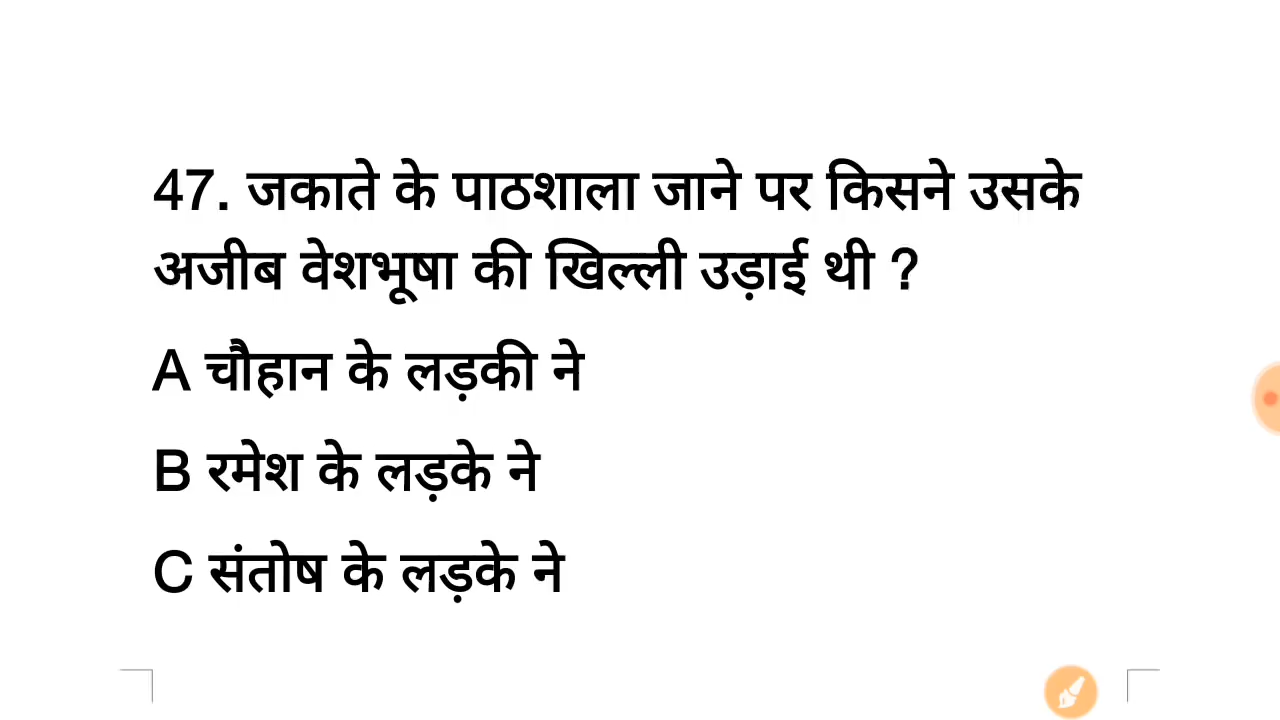 47. जकाते के पाठशाला जाने पर किसने उसके
अजीब वेशभूषा की खिल्ली उड़ाई थी ?
A चौहान के लड़की ने
B रमेश के लड़के ने
C संतोष के लड़के ने